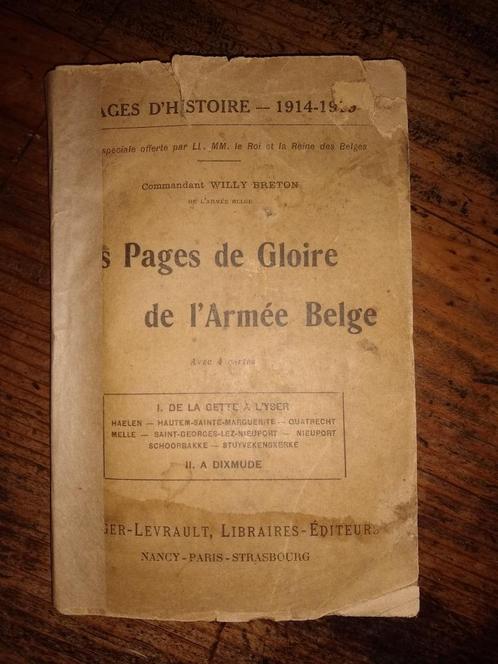 AGES D'HISTOIRE — 1914-19
speciale offerte par LL. MM. le Roi et la Reine des Belges
Commandant WILLY BRETON
DE L'ARMÉE BELGE
s Pages de Gloire
de l'Armée Belge
Avec 4 cartes
I. DE LA GETTE A L'YSER
HAELEN — HAUTEM-SAINTE-MARGUERITE — QUATRECHT
MELLE — SAINT-GEORGES-LEZ-NIEUPORT — NIEUPORT
SCHOORBAKKE — STUYVEKENSKERKE
II. A DIXMUDE
GER-LEVRAULT, LIBRAIRES-ÉDITEURS
NANCY-PARIS-STRASBOURG